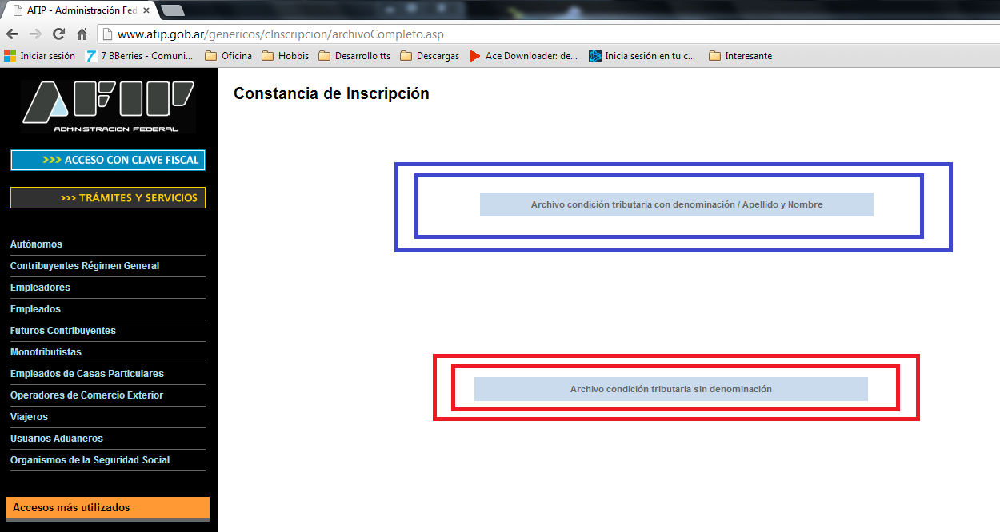 AFIP - Administración Fed
www.afip.gob.ar/genericos/cInscripcion/archivoCompleto.asp
Iniciar sesión 7 BBerries - Comuni... Oficina Hobbis Desarrollo tts Descargas Ace Downloader: de... Inicia sesión en tu c... Interesante
AFIP
ADMINISTRACION FEDERAL
>>> ACCESO CON CLAVE FISCAL
>>> TRÁMITES Y SERVICIOS
Autónomos
Contribuyentes Régimen General
Empleadores
Empleados
Futuros Contribuyentes
Monotributistas
Empleados de Casas Particulares
Operadores de Comercio Exterior
Viajeros
Usuarios Aduaneros
Organismos de la Seguridad Social
Accesos más utilizados
Constancia de Inscripción
Archivo condición tributaria con denominación / Apellido y Nombre
Archivo condición tributaria sin denominación